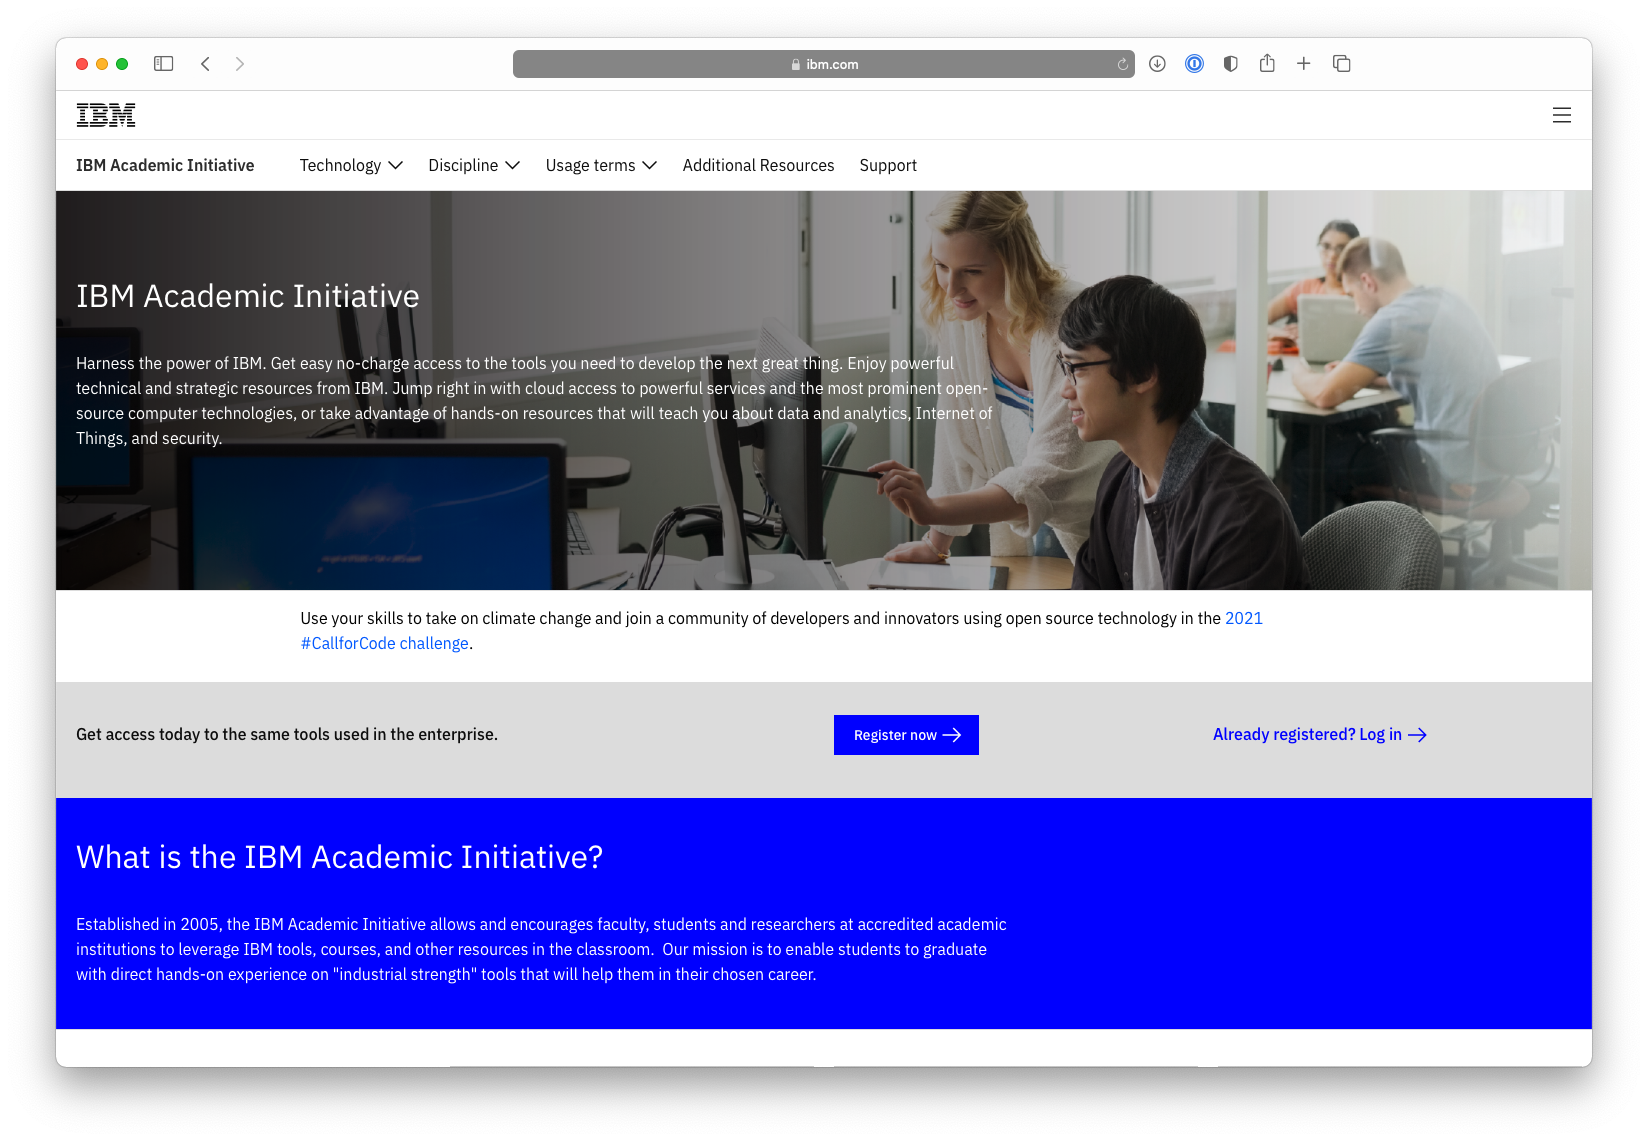 ibm.com
IBM
IBM Academic Initiative
Technology
Discipline
Usage terms
Additional Resources
Support
IBM Academic Initiative
Harness the power of IBM. Get easy no-charge access to the tools you need to develop the next great thing. Enjoy powerful
technical and strategic resources from IBM. Jump right in with cloud access to powerful services and the most prominent open-
source computer technologies, or take advantage of hands-on resources that will teach you about data and analytics, Internet of
Things, and security.
Use your skills to take on climate change and join a community of developers and innovators using open source technology in the 2021
#CallforCode challenge.
Get access today to the same tools used in the enterprise.
Register now
Already registered? Log in
What is the IBM Academic Initiative?
Established in 2005, the IBM Academic Initiative allows and encourages faculty, students and researchers at accredited academic
institutions to leverage IBM tools, courses, and other resources in the classroom.  Our mission is to enable students to graduate
with direct hands-on experience on "industrial strength" tools that will help them in their chosen career.